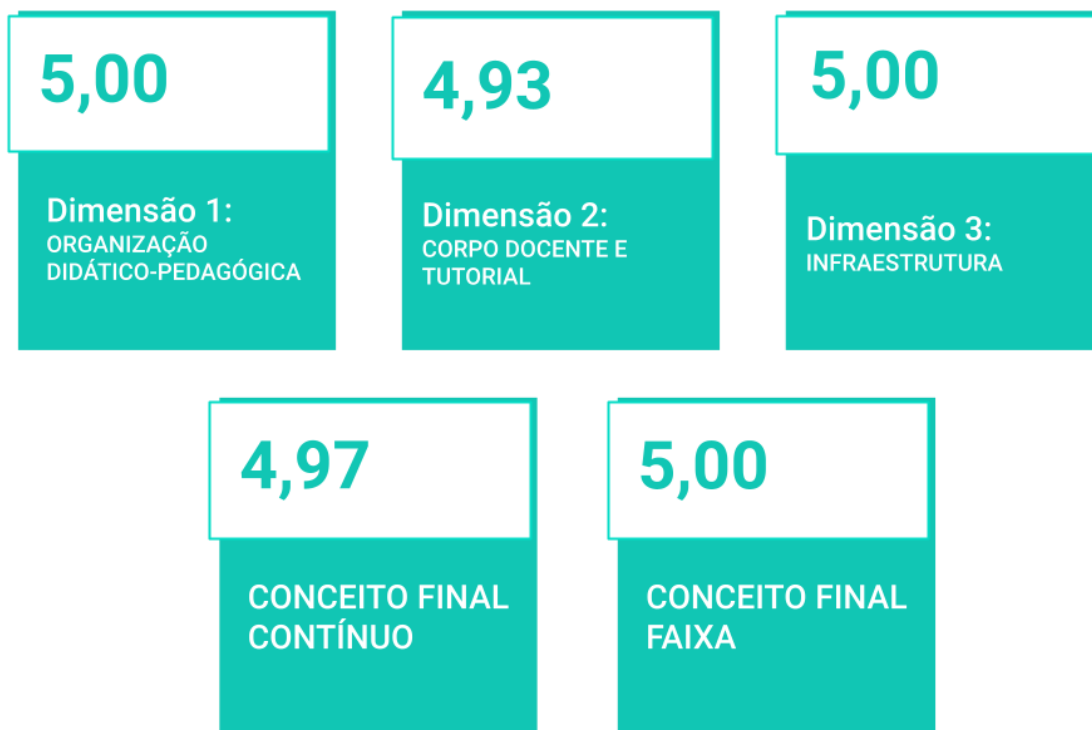 5,00
Dimensão 1:
ORGANIZAÇÃO
DIDÁTICO-PEDAGÓGICA
4,93
Dimensão 2:
CORPO DOCENTE E
TUTORIAL
5,00
Dimensão 3:
INFRAESTRUTURA
4,97
CONCEITO FINAL
CONTÍNUO
5,00
CONCEITO FINAL
FAIXA